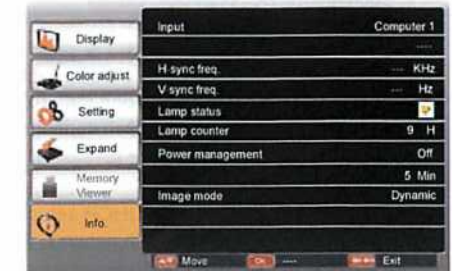 Display
Color adjust
Setting
Expand
Memory
Viewer
Info.
Input Computer 1
----
H-sync freq. --- KHz
V-sync freq. --- Hz
Lamp status
Lamp counter 9 H
Power management Off
5 Min
Image mode Dynamic
Move OK ---- Exit